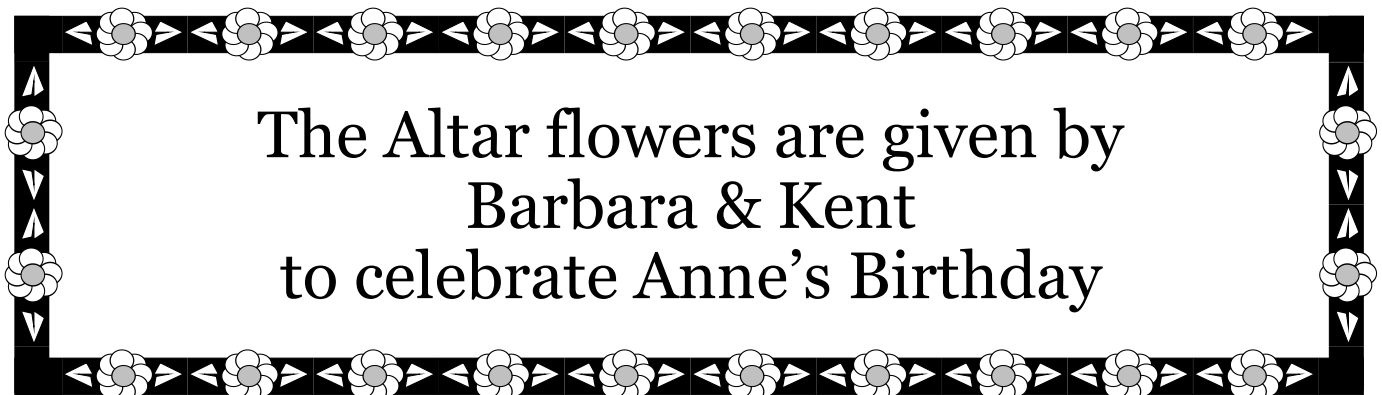 The Altar flowers are given by
Barbara & Kent
to celebrate Anne’s Birthday